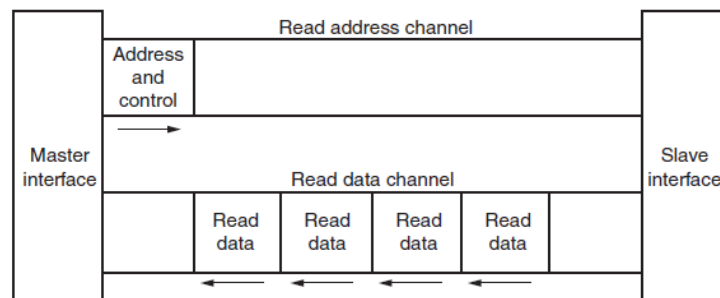 Read address channel
Address
and
control
Master
interface
Slave
interface
Read data channel
Read
data
Read
data
Read
data
Read
data